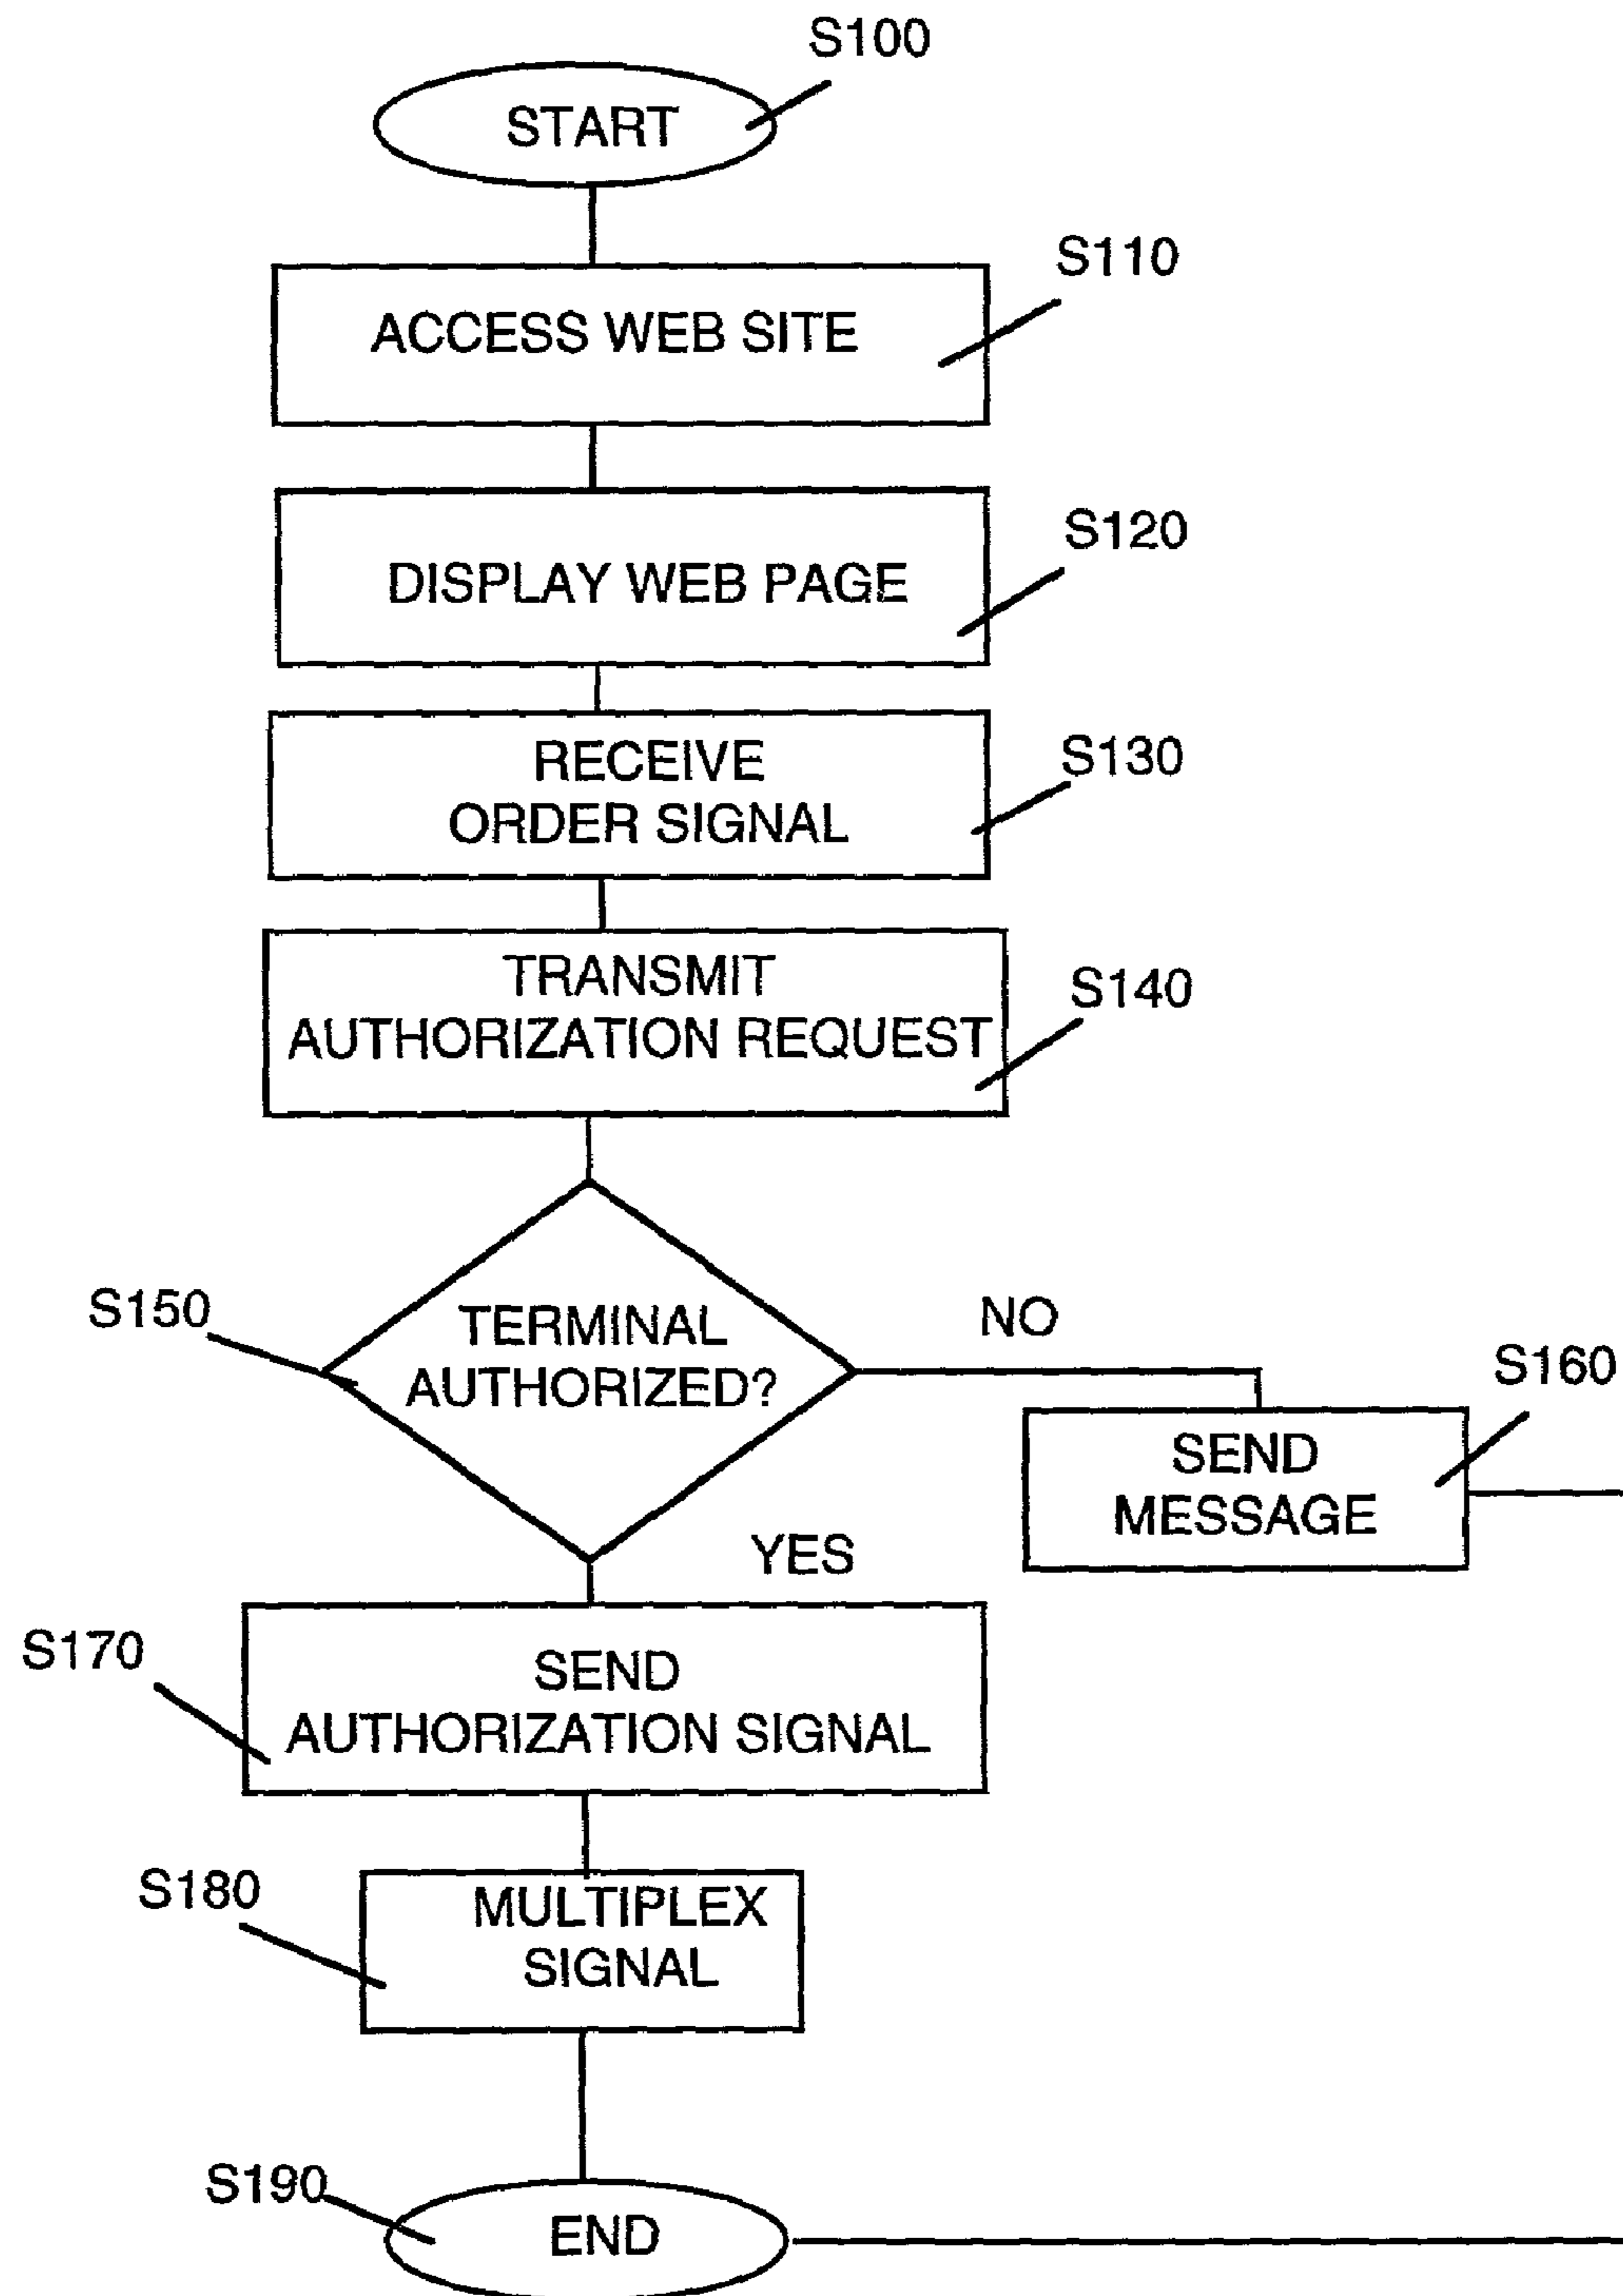 S100
START
S110
ACCESS WEB SITE
S120
DISPLAY WEB PAGE
S130
RECEIVE
ORDER SIGNAL
S140
TRANSMIT
AUTHORIZATION REQUEST
S150
TERMINAL
AUTHORIZED?
NO
S160
SEND
MESSAGE
YES
S170
SEND
AUTHORIZATION SIGNAL
S180
MULTIPLEX
SIGNAL
S190
END